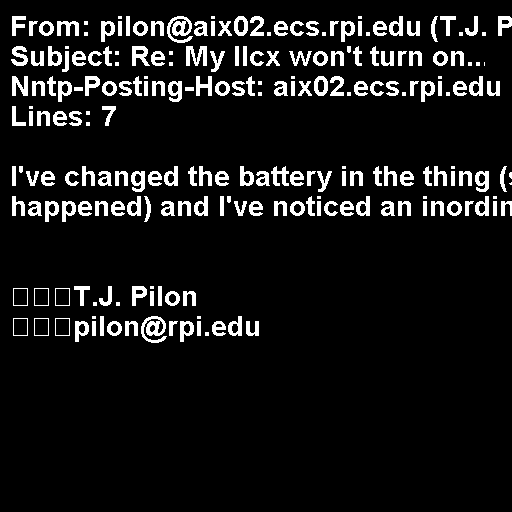 From: pilon@aix02.ecs.rpi.edu (T.J. P
Subject: Re: My IIcx won't turn on...
Nntp-Posting-Host: aix02.ecs.rpi.edu
Lines: 7
I've changed the battery in the thing (
happened) and I've noticed an inordin
T.J. Pilon
pilon@rpi.edu